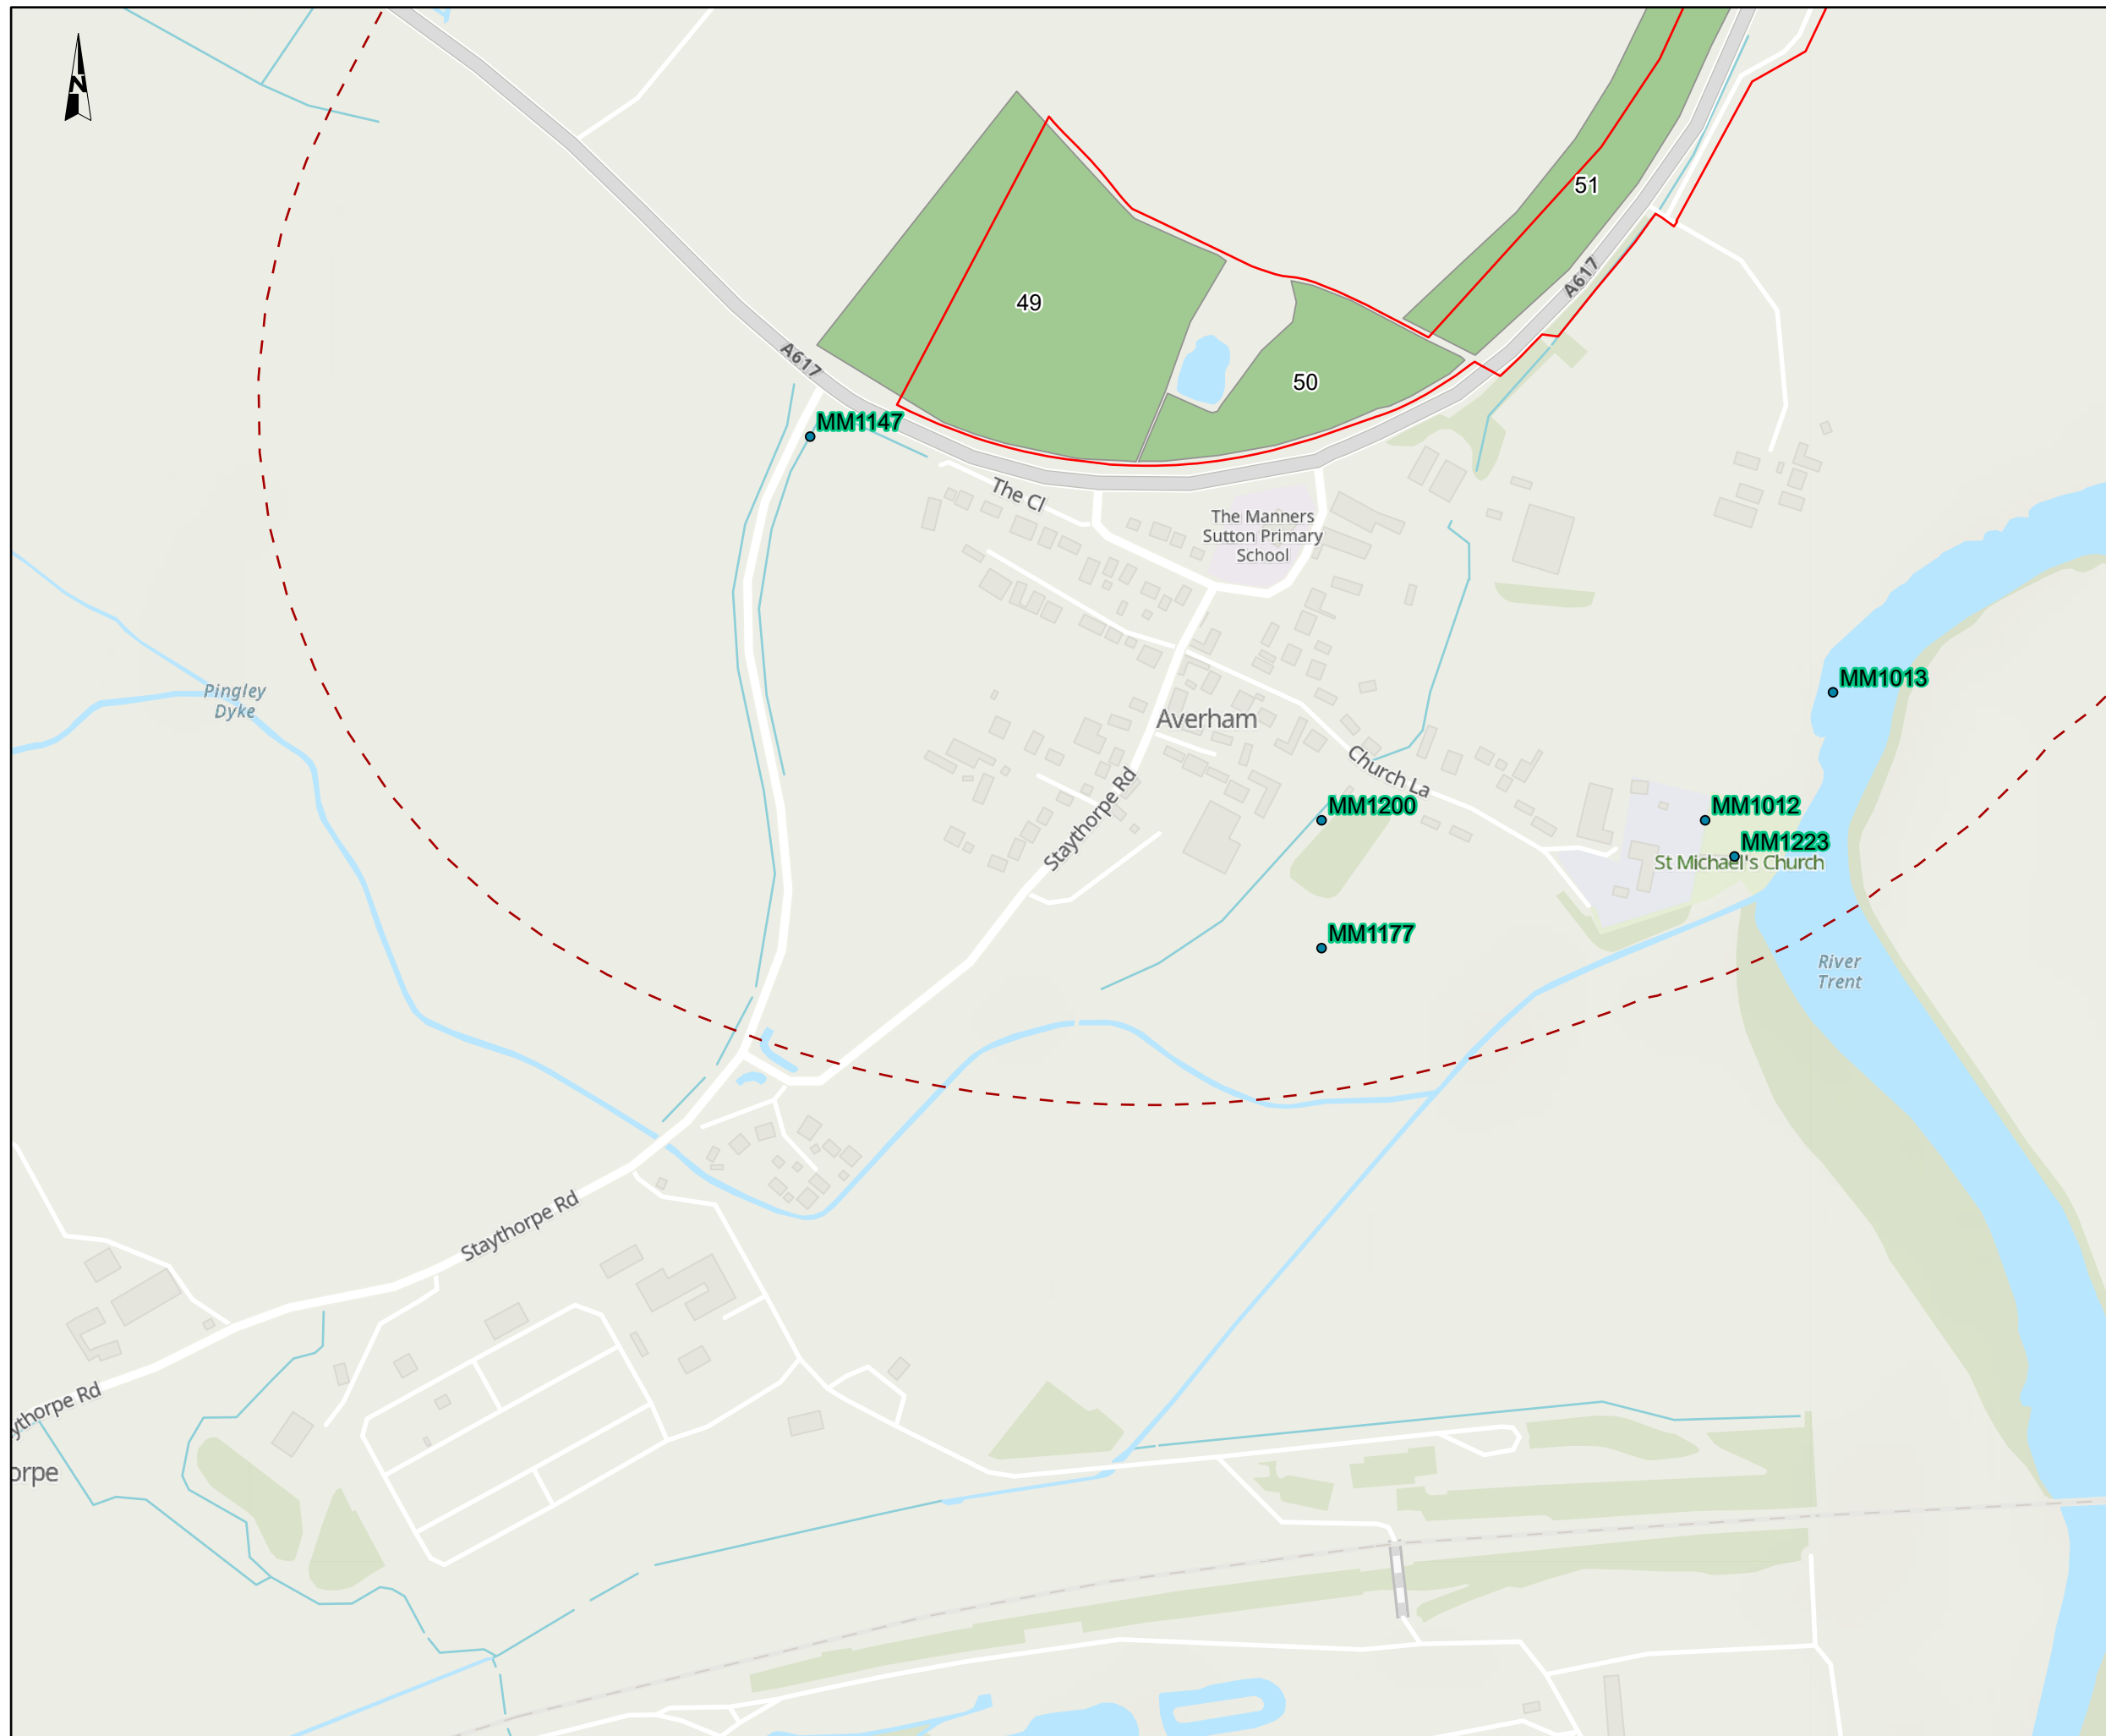 N
51
A617
49
A617
50
MM1147
The Cl
The Manners
Sutton Primary
School
MM1013
Pingley
Dyke
Averham
Church La
Staythorpe Rd
MM1200
MM1012
MM1223
St Michael's Church
MM1177
River
Trent
Staythorpe Rd
ythorpe Rd
orpe